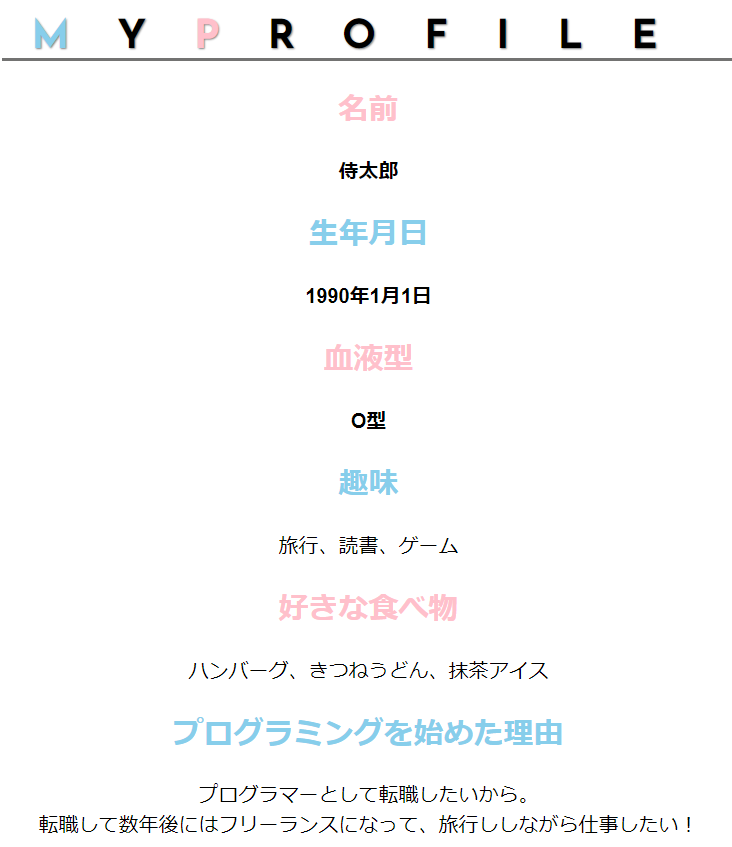 MY PROFILE
名前
侍太郎
生年月日
1990年1月1日
血液型
O型
趣味
旅行、読書、ゲーム
好きな食べ物
ハンバーグ、きつねうどん、抹茶アイス
プログラミングを始めた理由
プログラマーとして転職したいから。
転職して数年後にはフリーランスになって、旅行ししながら仕事したい！